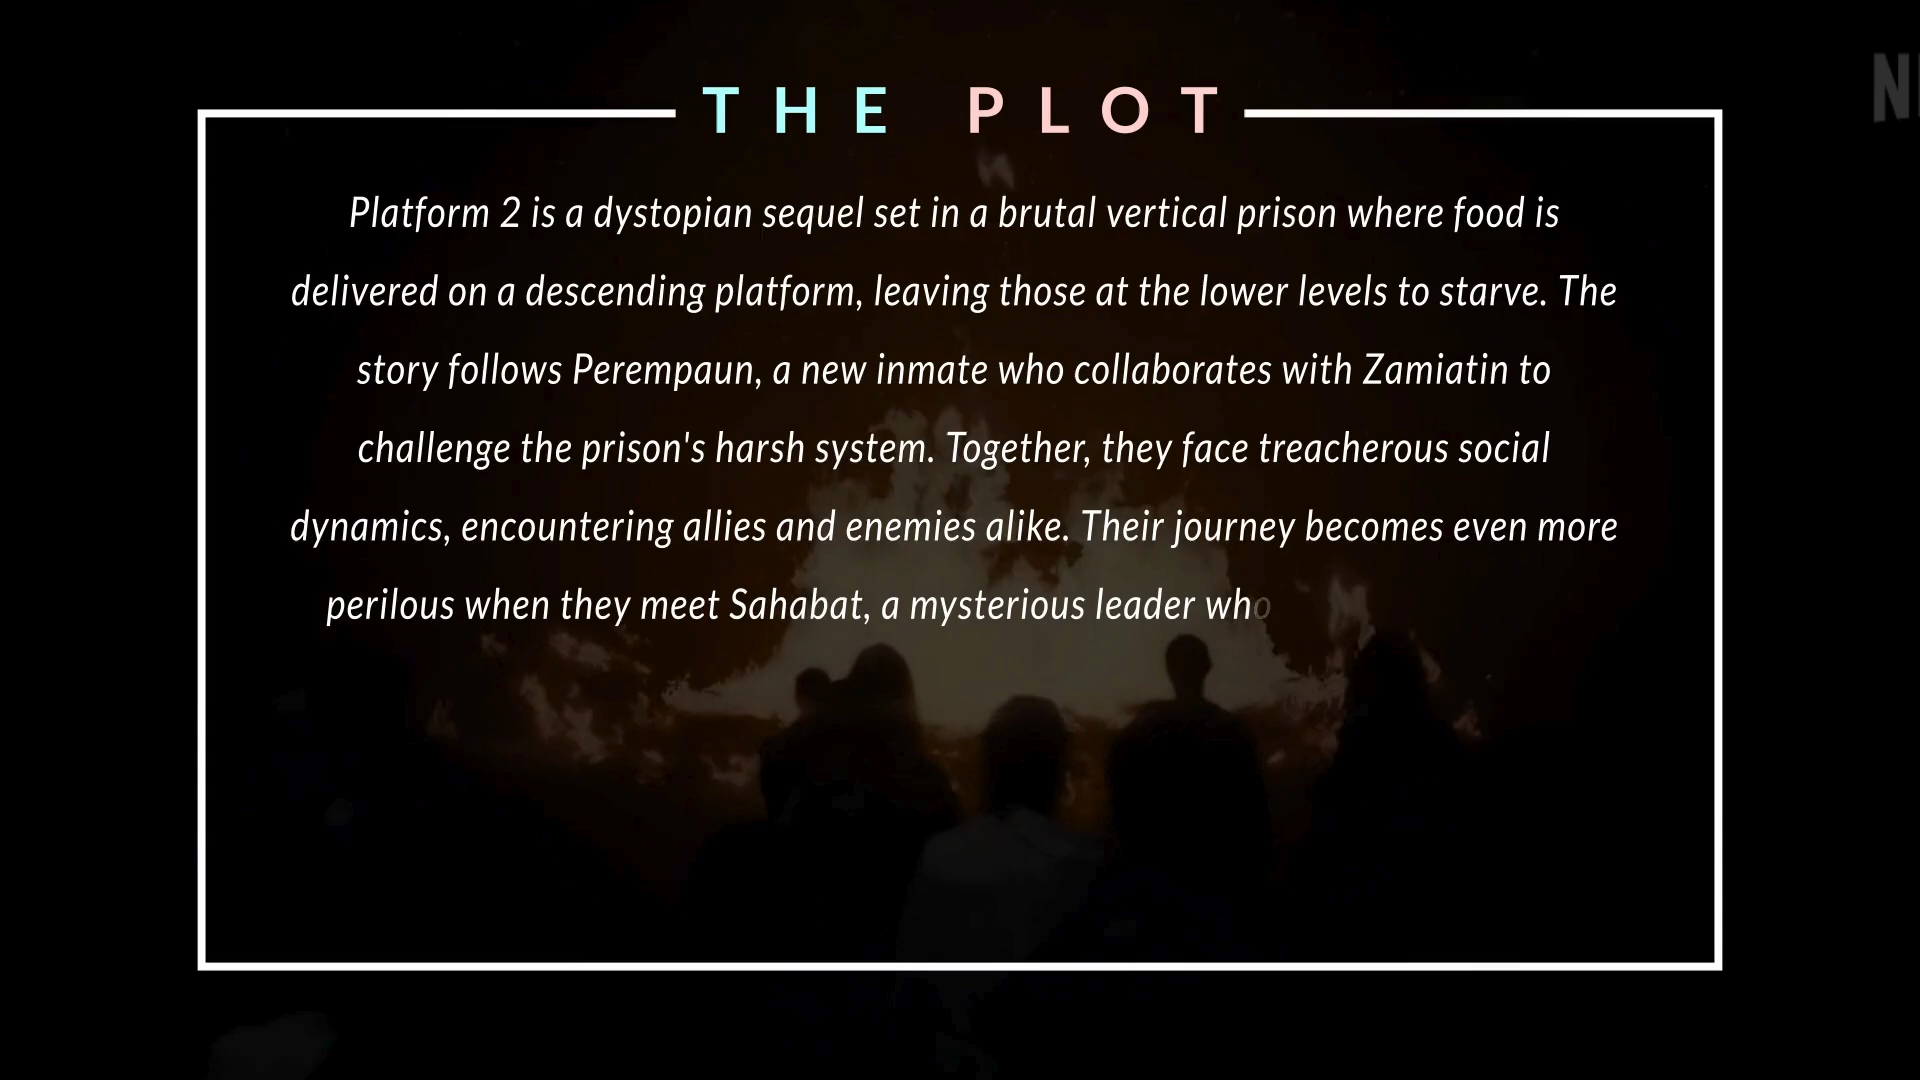 THE PLOT
Platform 2 is a dystopian sequel set in a brutal vertical prison where food is
delivered on a descending platform, leaving those at the lower levels to starve. The
story follows Perempaun, a new inmate who collaborates with Zamiatin to
challenge the prison's harsh system. Together, they face treacherous social
dynamics, encountering allies and enemies alike. Their journey becomes even more
perilous when they meet Sahabat, a mysterious leader who